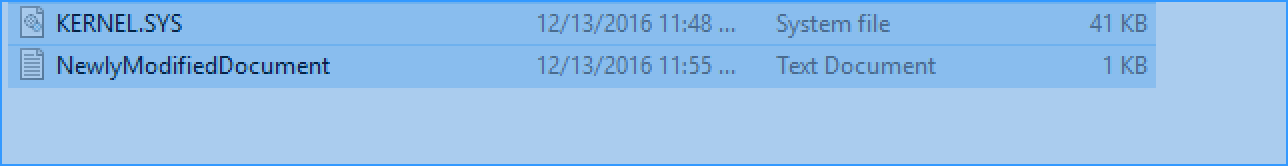 KERNEL.SYS 12/13/2016 11:48 ... System file 41 KB
NewlyModifiedDocument 12/13/2016 11:55 ... Text Document 1 KB